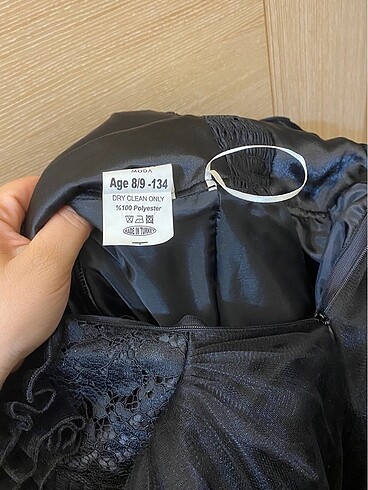 MODA
Age 8/9 -134
DRY CLEAN ONLY
%100 Polyester
MADE IN TURKEY